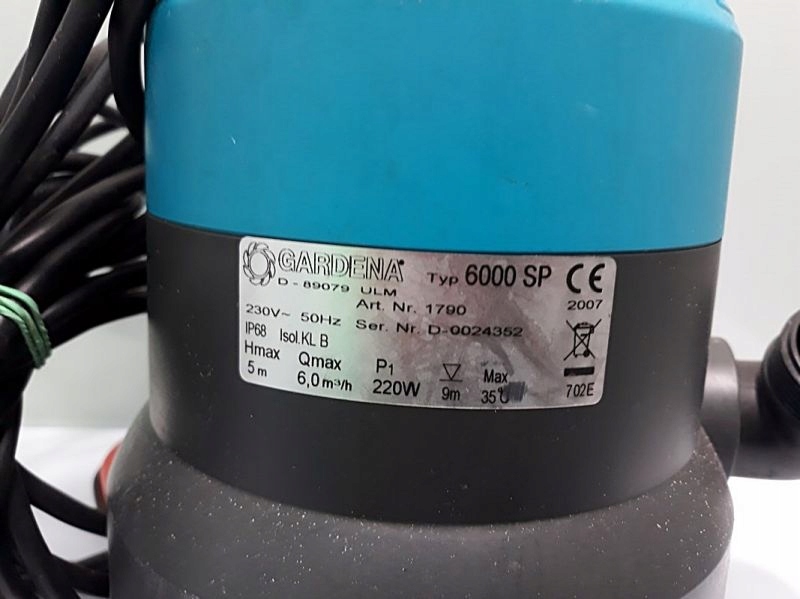 GARDENA® Typ 6000 SP CE
D - 89079 ULM 2007
Art. Nr. 1790
230V~ 50Hz Ser. Nr. D-0024352
IP68 Isol.KL B
Hmax Qmax P1 Max
5 m 6,0 m³/h 220W 9m 35℃ 702E